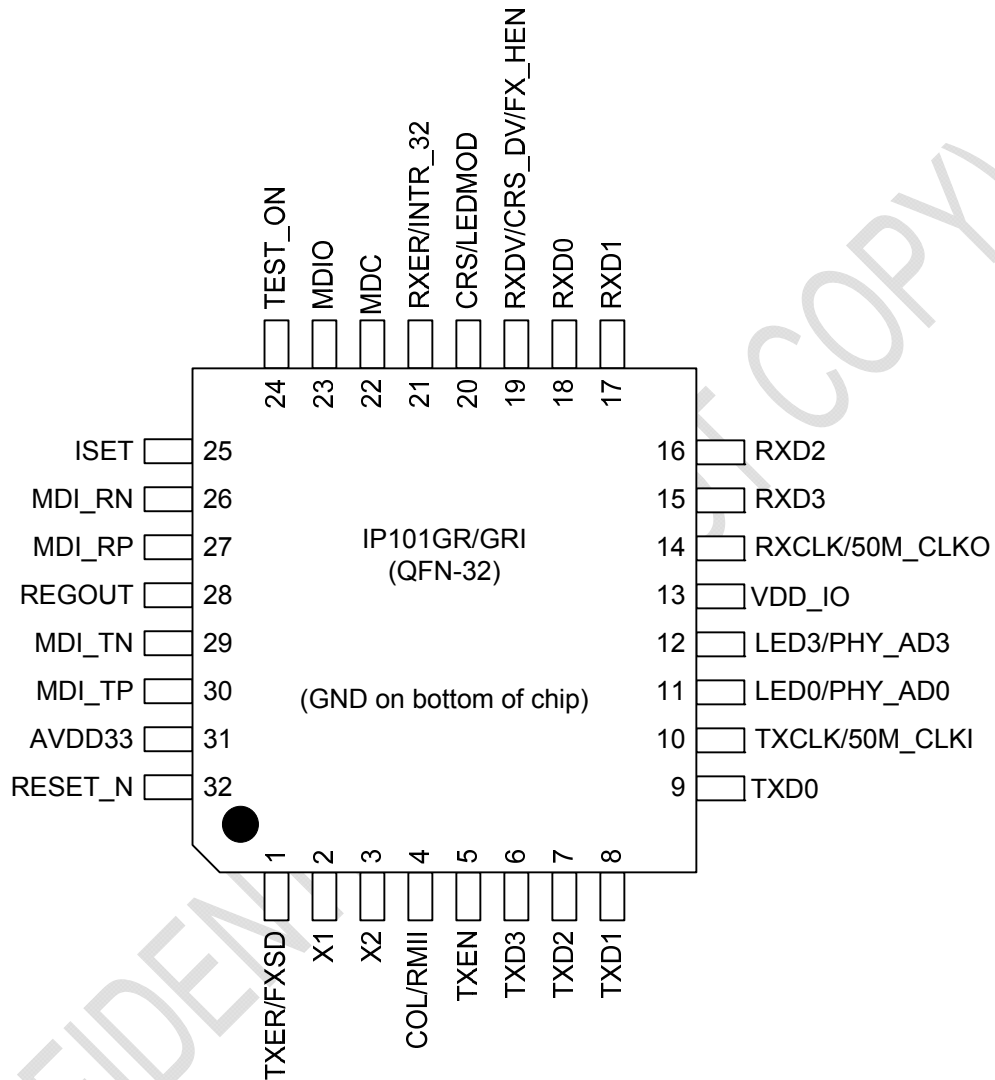 TEST_ON
MDIO
MDC
RXER/INTR_32
CRS/LEDMOD
RXDV/CRS_DV/FX_HEN
RXD0
RXD1
24
23
22
21
20
19
18
17
ISET 25
MDI_RN 26
MDI_RP 27
REGOUT 28
MDI_TN 29
MDI_TP 30
AVDD33 31
RESET_N 32
IP101GR/GRI
(QFN-32)
(GND on bottom of chip)
16 RXD2
15 RXD3
14 RXCLK/50M_CLKO
13 VDD_IO
12 LED3/PHY_AD3
11 LED0/PHY_AD0
10 TXCLK/50M_CLKI
9 TXD0
1
2
3
4
5
6
7
8
TXER/FXSD
X1
X2
COL/RMII
TXEN
TXD3
TXD2
TXD1
COPY)